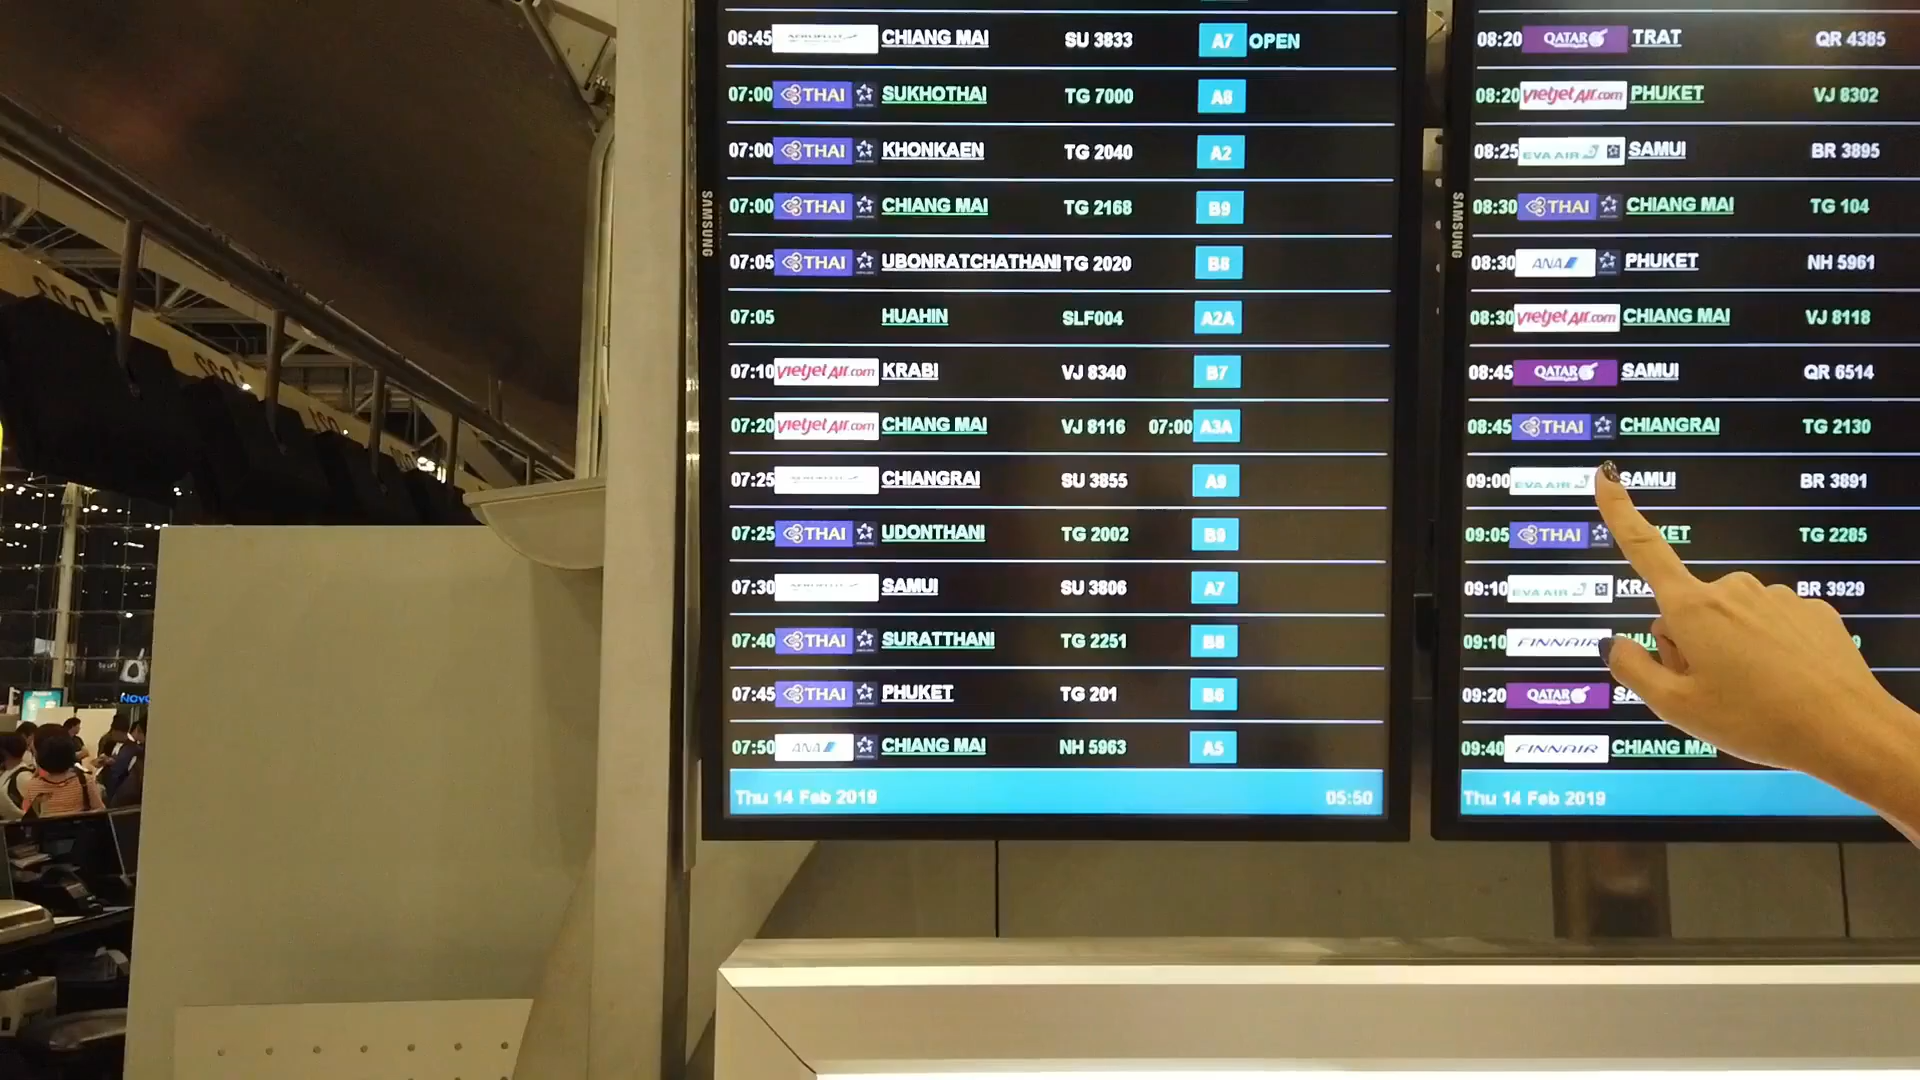 06:45 AEROFLOT CHIANG MAI SU 3833 A7 OPEN
07:00 THAI SUKHOTHAI TG 7000 A6
07:00 THAI KHONKAEN TG 2040 A2
07:00 THAI CHIANG MAI TG 2168 B9
07:05 THAI UBONRATCHATHANI TG 2020 B8
07:05 HUAHIN SLF004 A2A
07:10 vietjetAir.com KRABI VJ 8340 B7
07:20 vietjetAir.com CHIANG MAI VJ 8116 07:00 A3A
07:25 CHIANGRAI SU 3855 A9
07:25 THAI UDONTHANI TG 2002 B9
07:30 AEROFLOT SAMUI SU 3806 A7
07:40 THAI SURATTHANI TG 2251 B8
07:45 THAI PHUKET TG 201 B6
07:50 ANA CHIANG MAI NH 5963 A5
Thu 14 Feb 2019 05:50
SAMSUNG
08:20 QATAR TRAT QR 4385
08:20 vietjetAir.com PHUKET VJ 8302
08:25 EVA AIR SAMUI BR 3895
08:30 THAI CHIANG MAI TG 104
08:30 ANA PHUKET NH 5961
08:30 vietjetAir.com CHIANG MAI VJ 8118
08:45 QATAR SAMUI QR 6514
08:45 THAI CHIANGRAI TG 2130
09:00 EVA AIR SAMUI BR 3891
09:05 THAI KET TG 2285
09:10 EVA AIR KRA BR 3929
09:10 FINNAIR
09:20 QATAR SA
09:40 FINNAIR CHIANG MAI
Thu 14 Feb 2019
SAMSUNG